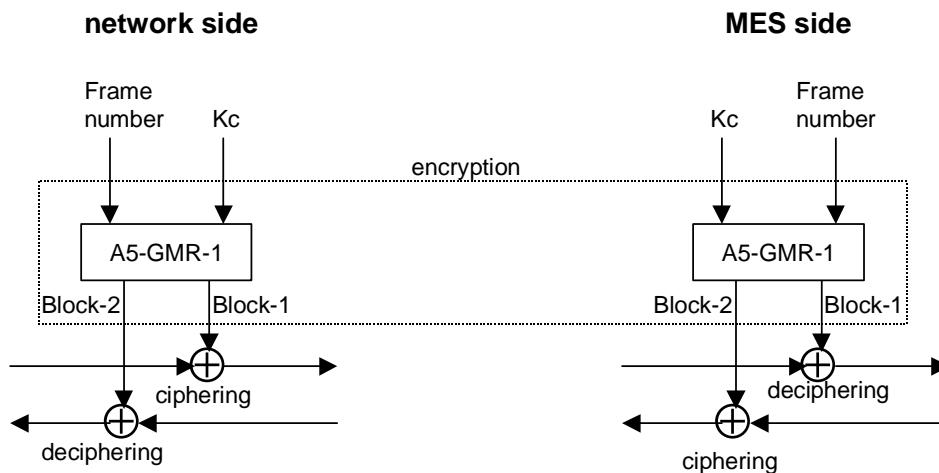 network side
MES side
Frame
number
Kc
Kc
Frame
number
encryption
A5-GMR-1
A5-GMR-1
Block-2
Block-1
Block-2
Block-1
ciphering
deciphering
deciphering
ciphering